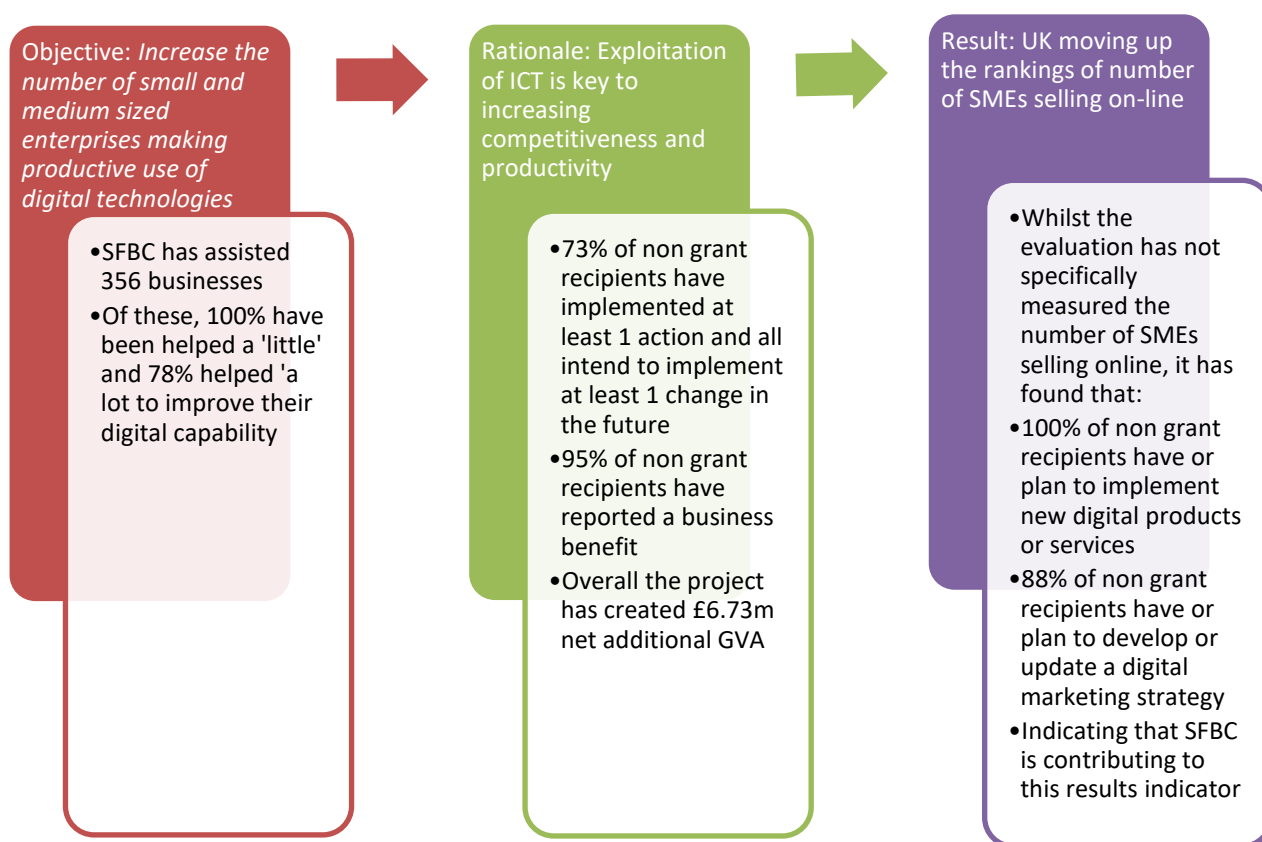 Objective: Increase the
number of small and
medium sized
enterprises making
productive use of
digital technologies
•SFBC has assisted
356 businesses
•Of these, 100% have
been helped a 'little'
and 78% helped 'a
lot to improve their
digital capability
Rationale: Exploitation
of ICT is key to
increasing
competitiveness and
productivity
•73% of non grant
recipients have
implemented at
least 1 action and all
intend to implement
at least 1 change in
the future
•95% of non grant
recipients have
reported a business
benefit
•Overall the project
has created £6.73m
net additional GVA
Result: UK moving up
the rankings of number
of SMEs selling on-line
•Whilst the
evaluation has not
specifically
measured the
number of SMEs
selling online, it has
found that:
•100% of non grant
recipients have or
plan to implement
new digital products
or services
•88% of non grant
recipients have or
plan to develop or
update a digital
marketing strategy
•Indicating that SFBC
is contributing to
this results indicator